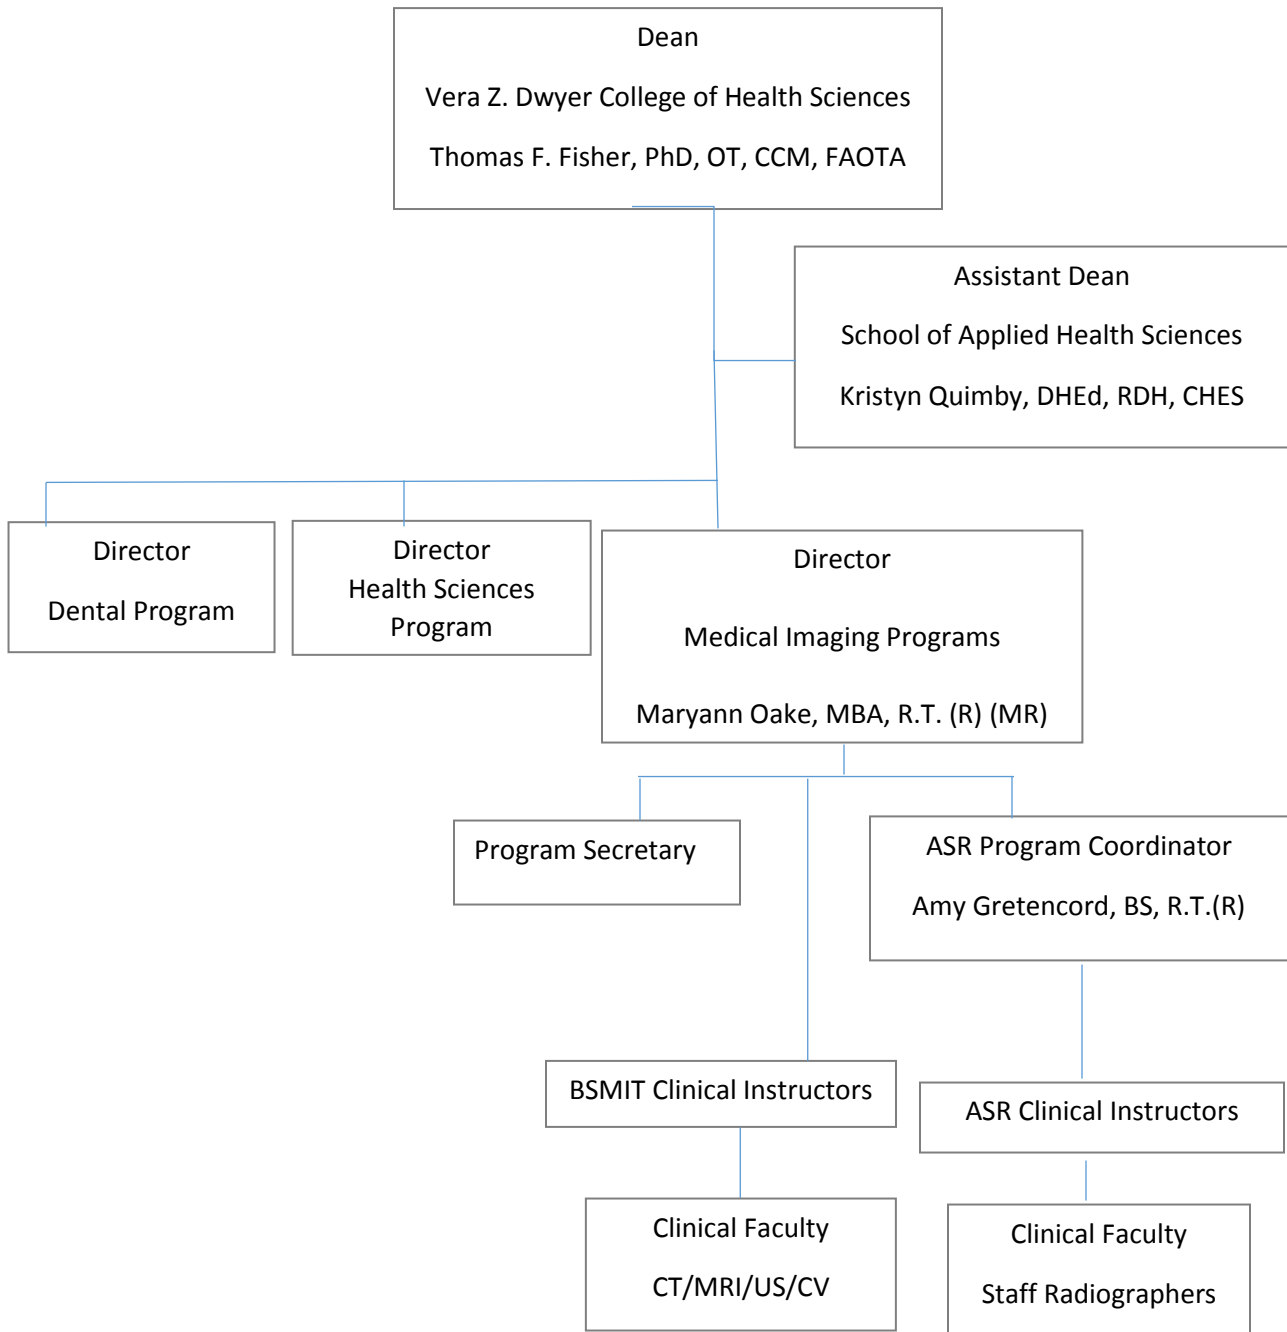 Dean
Vera Z. Dwyer College of Health Sciences
Thomas F. Fisher, PhD, OT, CCM, FAOTA
Assistant Dean
School of Applied Health Sciences
Kristyn Quimby, DHEd, RDH, CHES
Director
Dental Program
Director
Health Sciences
Program
Director
Medical Imaging Programs
Maryann Oake, MBA, R.T. (R) (MR)
Program Secretary
ASR Program Coordinator
Amy Gretencord, BS, R.T.(R)
BSMIT Clinical Instructors
ASR Clinical Instructors
Clinical Faculty
CT/MRI/US/CV
Clinical Faculty
Staff Radiographers